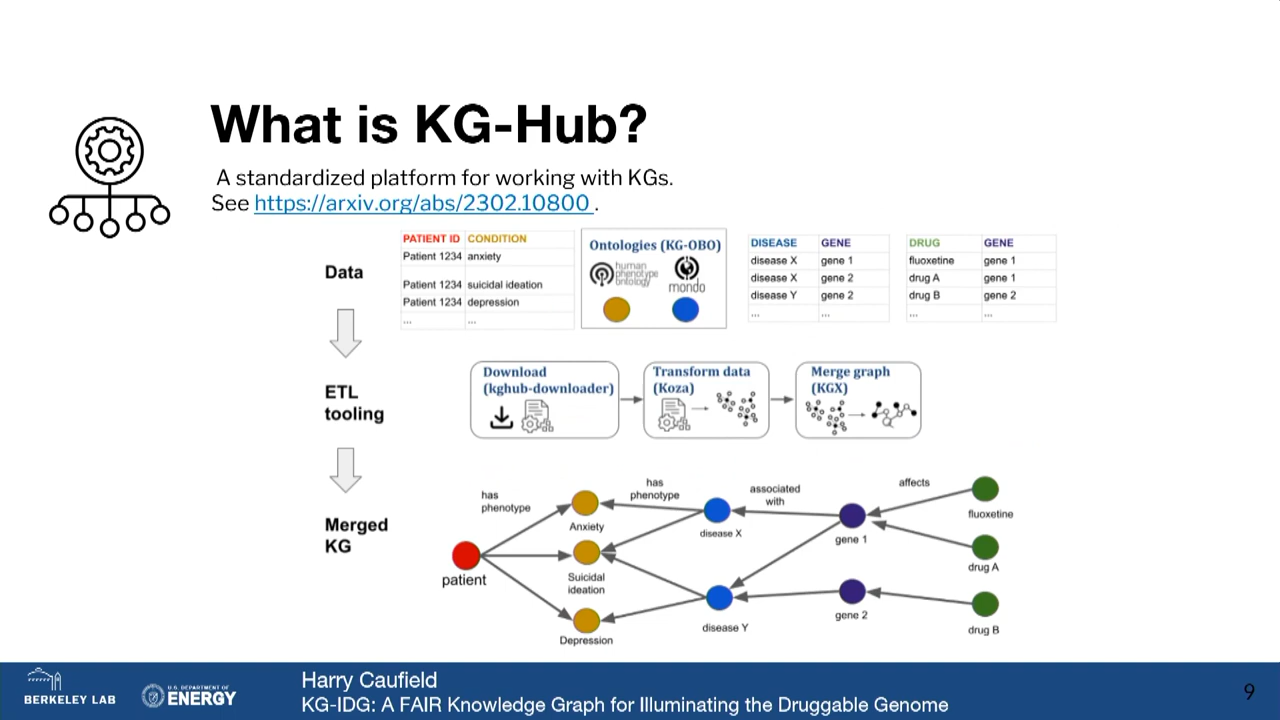 What is KG-Hub?
A standardized platform for working with KGs.
See https://arxiv.org/abs/2302.10800 .
Data
PATIENT ID CONDITION
Patient 1234 anxiety
Patient 1234 suicidal ideation
Patient 1234 depression
... ...
Ontologies (KG-OBO)
human
phenotype
ontology
mondo
DISEASE GENE
disease X gene 1
disease X gene 2
disease Y gene 2
... ...
DRUG GENE
fluoxetine gene 1
drug A gene 1
drug B gene 2
... ...
ETL
tooling
Download
(kghub-downloader)
Transform data
(Koza)
Merge graph
(KGX)
Merged
KG
has
phenotype
has
phenotype
associated
with
affects
patient
Anxiety
Suicidal
ideation
Depression
disease X
disease Y
gene 1
gene 2
fluoxetine
drug A
drug B
BERKELEY LAB
U.S. DEPARTMENT OF
ENERGY
Harry Caufield
KG-IDG: A FAIR Knowledge Graph for Illuminating the Druggable Genome
9